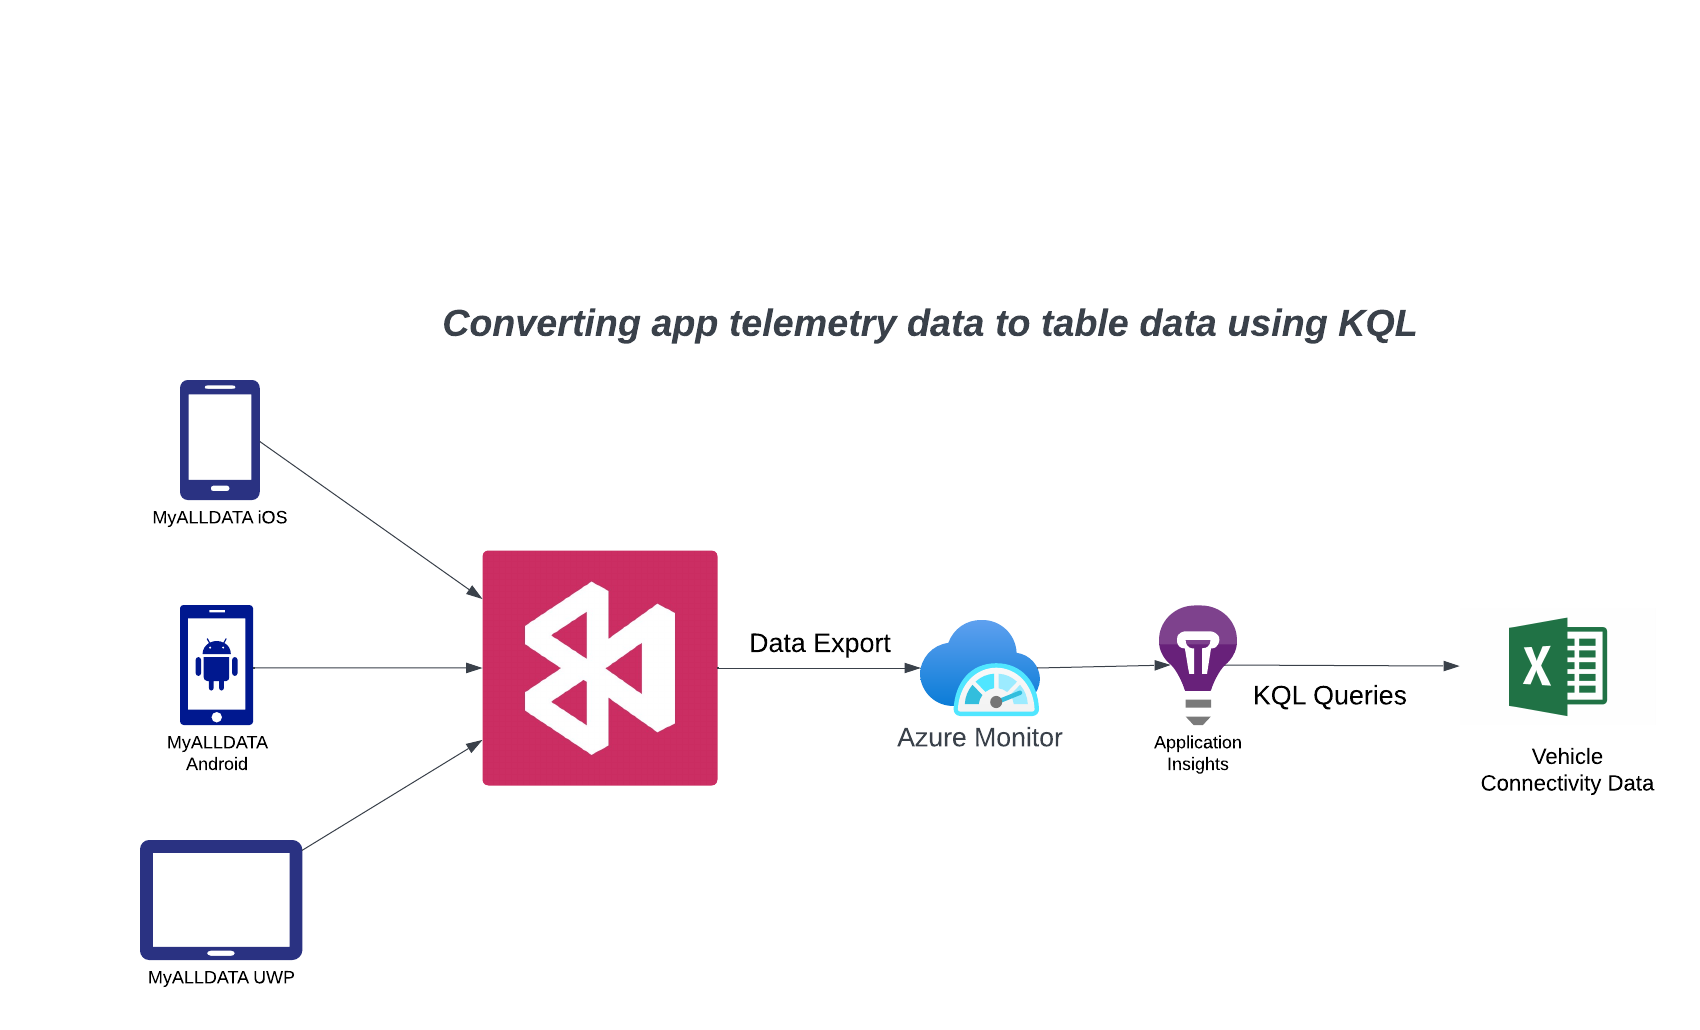 Converting app telemetry data to table data using KQL
MyALLDATA iOS
MyALLDATA
Android
MyALLDATA UWP
Data Export
Azure Monitor
Application
Insights
KQL Queries
Vehicle
Connectivity Data